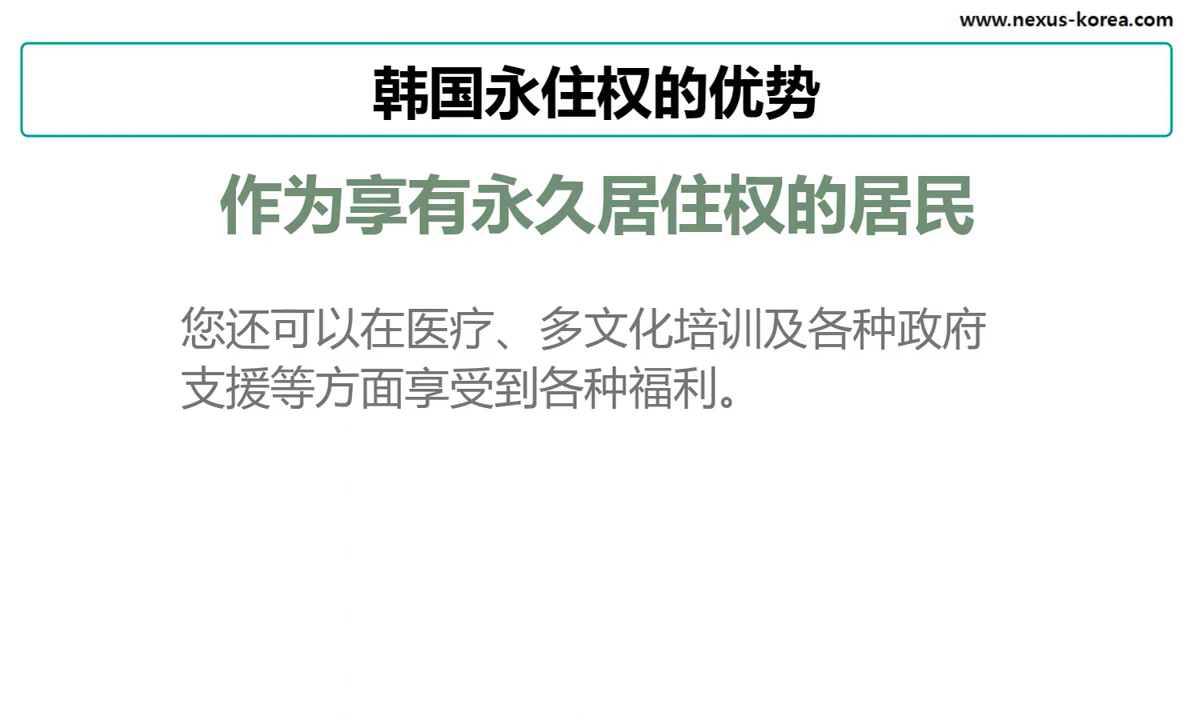 www.nexus-korea.com
韩国永住权的优势
作为享有永久居住权的居民
您还可以在医疗、多文化培训及各种政府
支援等方面享受到各种福利。